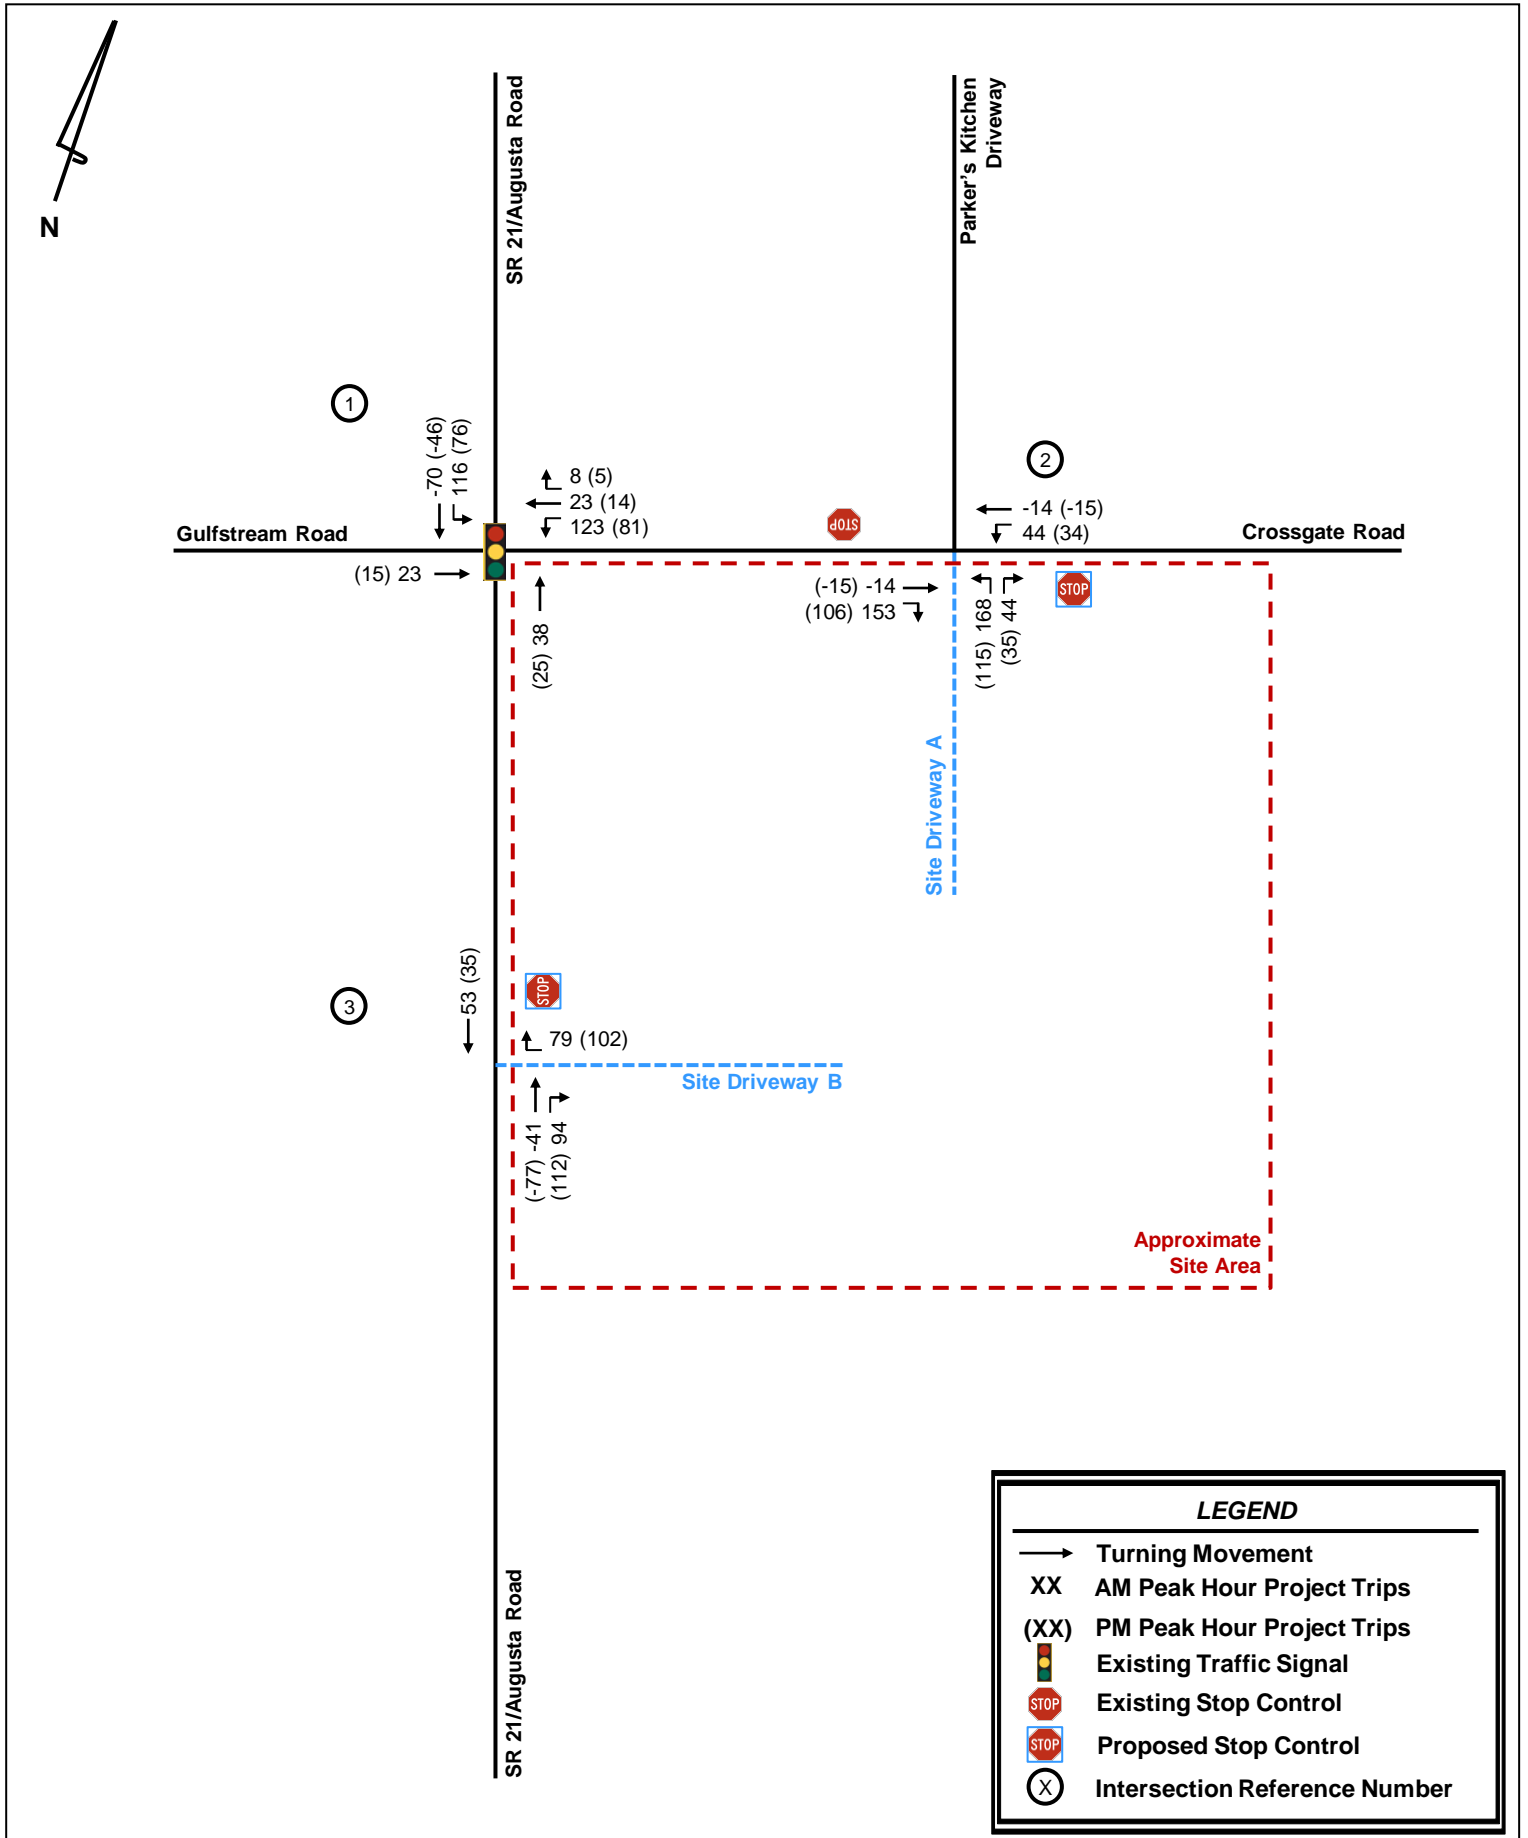 N
SR 21/Augusta Road
Parker's Kitchen
Driveway
1
-70 (-46)
116 (76)
8 (5)
23 (14)
123 (81)
STOP
2
-14 (-15)
44 (34)
Gulfstream Road
Crossgate Road
(15) 23
(25) 38
(-15) -14
(106) 153
(115) 168
(35) 44
STOP
Site Driveway A
3
53 (35)
STOP
79 (102)
Site Driveway B
(-77) -41
(112) 94
Approximate
Site Area
SR 21/Augusta Road
LEGEND
Turning Movement
XX AM Peak Hour Project Trips
(XX) PM Peak Hour Project Trips
Existing Traffic Signal
STOP Existing Stop Control
STOP Proposed Stop Control
X Intersection Reference Number